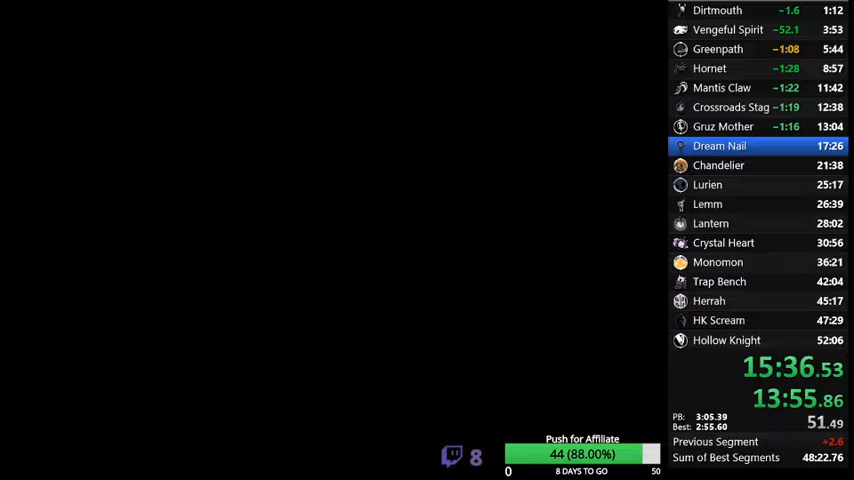 Dirtmouth -1.6 1:12
Vengeful Spirit -52.1 3:53
Greenpath -1:08 5:44
Hornet -1:28 8:57
Mantis Claw -1:22 11:42
Crossroads Stag -1:19 12:38
Gruz Mother -1:16 13:04
Dream Nail 17:26
Chandelier 21:38
Lurien 25:17
Lemm 26:39
Lantern 28:02
Crystal Heart 30:56
Monomon 36:21
Trap Bench 42:04
Herrah 45:17
HK Scream 47:29
Hollow Knight 52:06
15:36.53
13:55.86
PB: 3:05.39
Best: 2:55.60
51.49
Previous Segment +2.6
Sum of Best Segments 48:22.76
Push for Affiliate
8
44 (88.00%)
0 8 DAYS TO GO 50